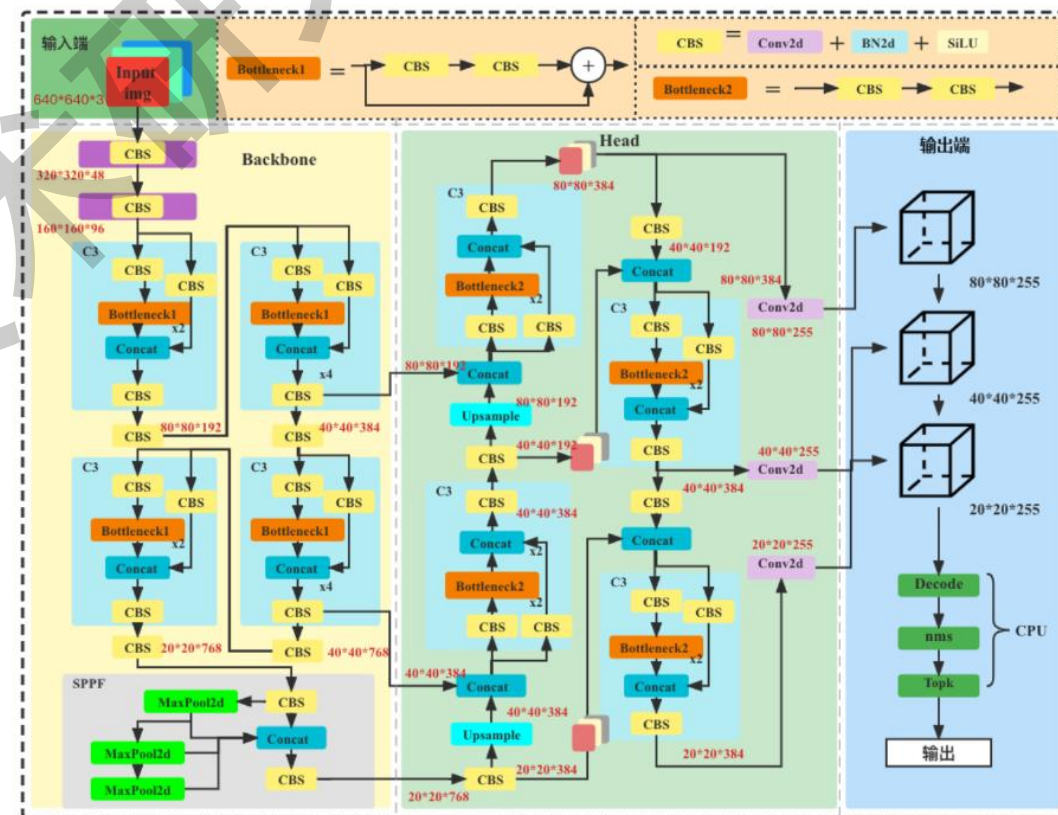 输入端
Input
img
640*640*3
Bottleneck1
=
CBS
CBS
+
CBS
=
Conv2d
+
BN2d
+
SiLU
Bottleneck2
=
CBS
CBS
Backbone
CBS
320*320*48
CBS
160*160*96
C3
CBS
CBS
Bottleneck1
x2
Concat
CBS
CBS
80*80*192
C3
CBS
CBS
Bottleneck1
Concat
x4
CBS
CBS
40*40*384
C3
CBS
CBS
Bottleneck1
x2
Concat
CBS
CBS
20*20*768
C3
CBS
CBS
Bottleneck1
Concat
x4
CBS
CBS
40*40*768
SPPF
MaxPool2d
CBS
MaxPool2d
Concat
MaxPool2d
CBS
Head
80*80*384
C3
CBS
Concat
Bottleneck2
x2
CBS
CBS
80*80*192
Concat
80*80*192
Upsample
CBS
40*40*192
C3
CBS
40*40*384
Concat
x2
Bottleneck2
x2
CBS
CBS
40*40*384
Concat
40*40*384
Upsample
CBS
20*20*384
20*20*768
CBS
40*40*192
Concat
80*80*384
C3
CBS
CBS
Bottleneck2
x2
Concat
CBS
Conv2d
80*80*255
40*40*255
Conv2d
CBS
40*40*384
Concat
20*20*255
Conv2d
C3
CBS
CBS
Bottleneck2
x2
Concat
CBS
20*20*384
输出端
80*80*255
40*40*255
20*20*255
Decode
nms
Topk
CPU
输出